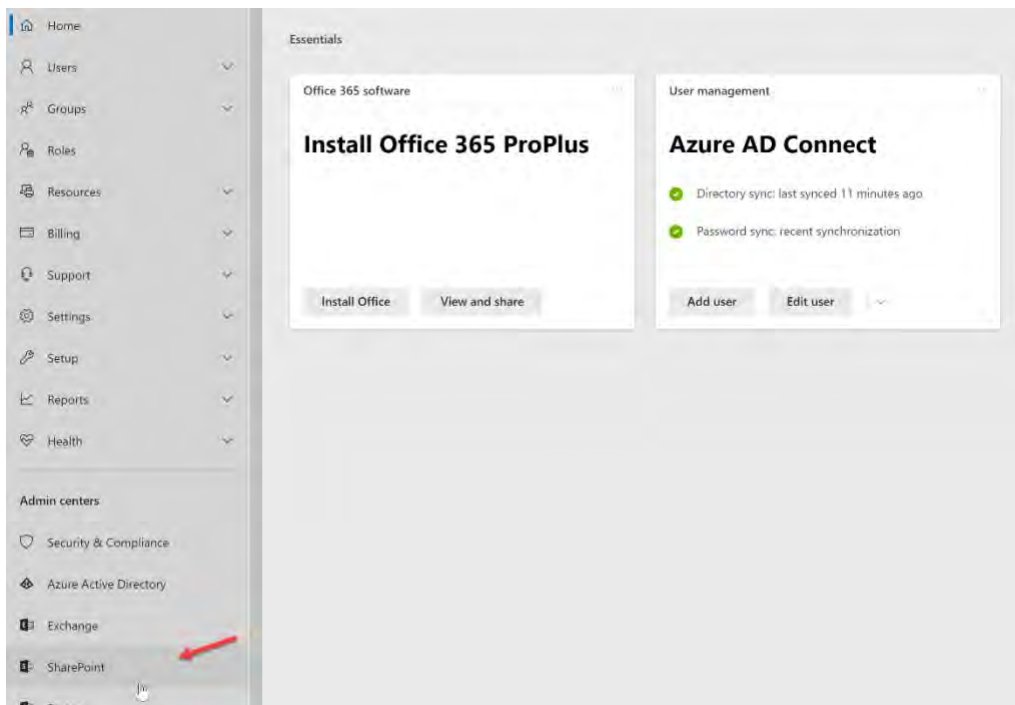 Home
Users
Groups
Roles
Resources
Billing
Support
Settings
Setup
Reports
Health
Admin centers
Security & Compliance
Azure Active Directory
Exchange
SharePoint
Essentials
Office 365 software
Install Office 365 ProPlus
Install Office
View and share
User management
Azure AD Connect
Directory sync: last synced 11 minutes ago
Password sync: recent synchronization
Add user
Edit user